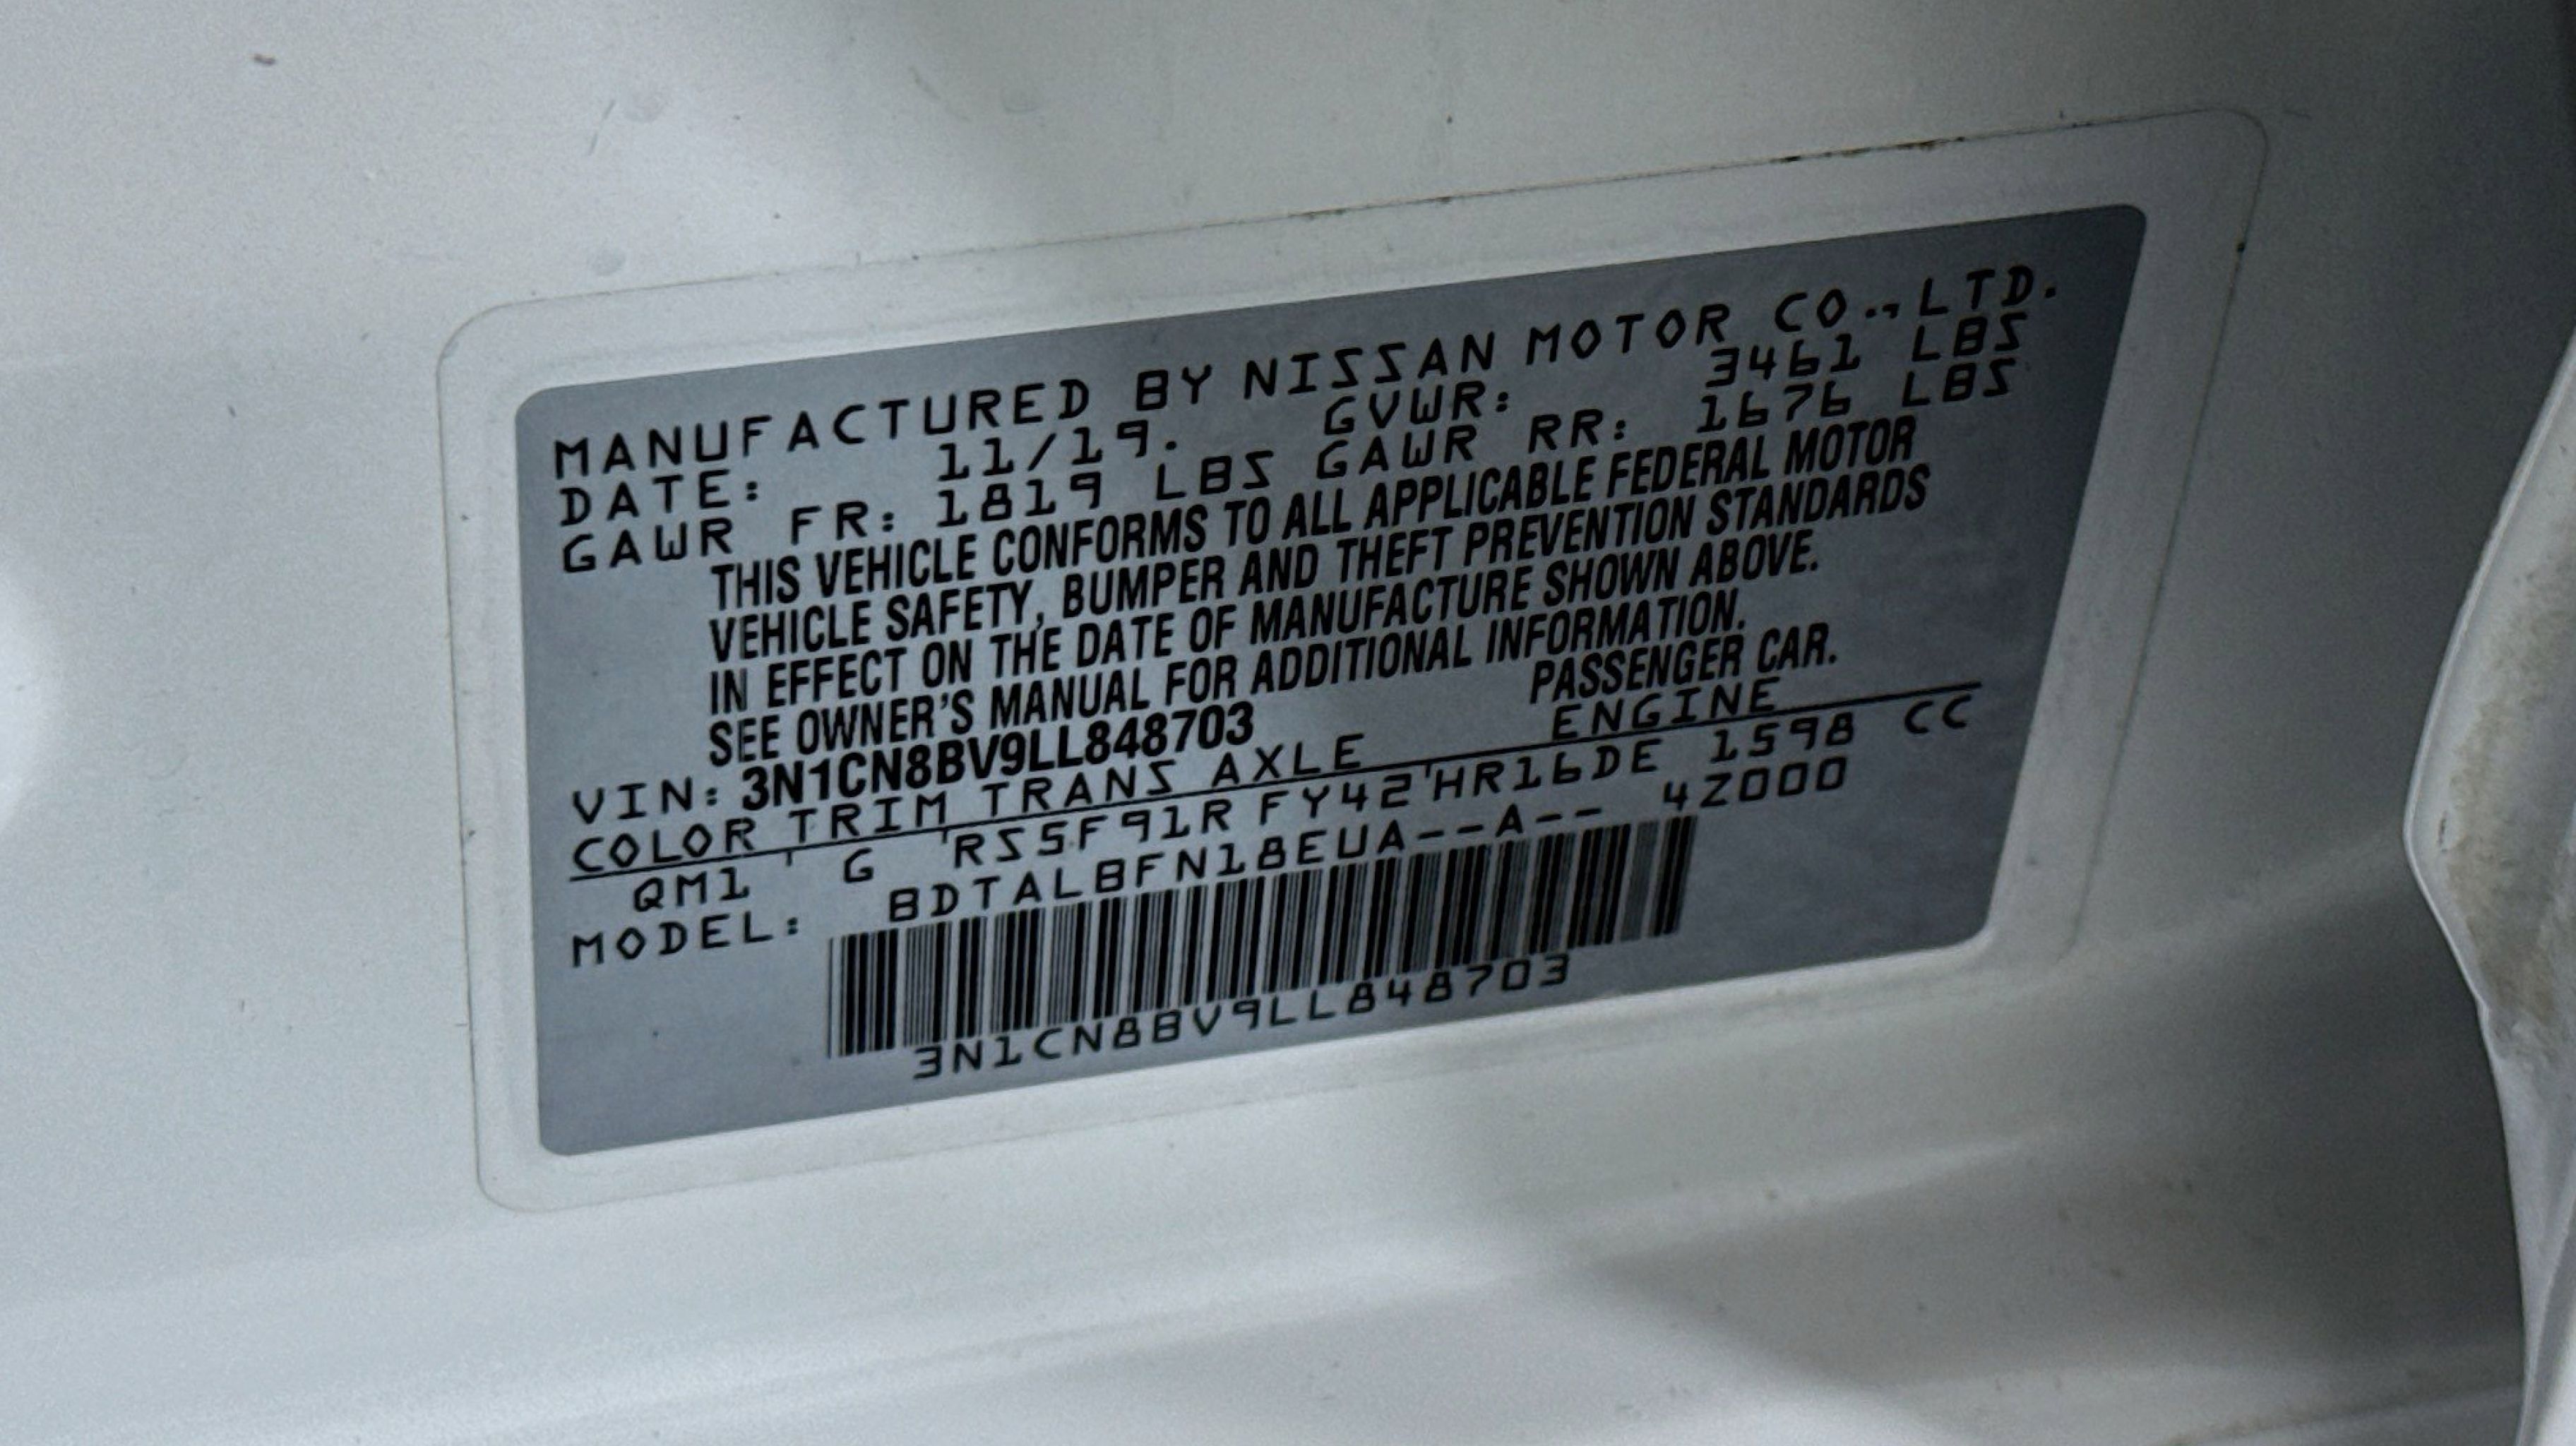 MANUFACTURED BY NISSAN MOTOR CO.,LTD.
DATE: 11/19. GVWR: 3461 LBS
GAWR FR: 1819 LBS GAWR RR: 1676 LBS
THIS VEHICLE CONFORMS TO ALL APPLICABLE FEDERAL MOTOR
VEHICLE SAFETY, BUMPER AND THEFT PREVENTION STANDARDS
IN EFFECT ON THE DATE OF MANUFACTURE SHOWN ABOVE.
SEE OWNER'S MANUAL FOR ADDITIONAL INFORMATION.
VIN: 3N1CN8BV9LL848703 PASSENGER CAR.
COLOR TRIM TRANS AXLE ENGINE
QM1 G RS5F91R FY42 HR16DE 1598 CC
MODEL: BDTALBFN18EUA--A-- 4Z000
3N1CN8BV9LL848703